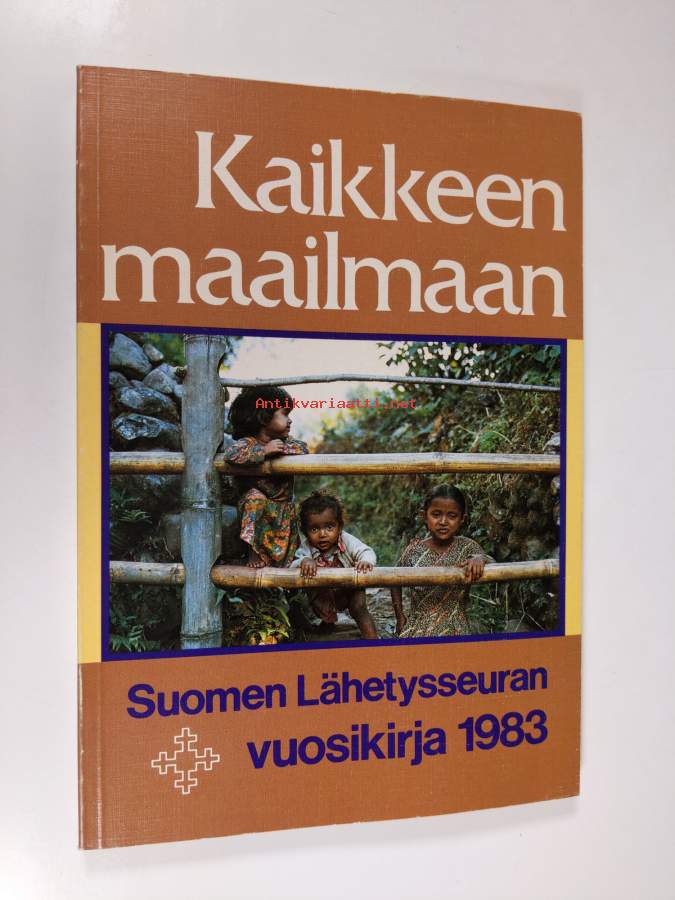 Kaikkeen
maailmaan
Antikvariaatti.net
Suomen Lähetysseuran
vuosikirja 1983